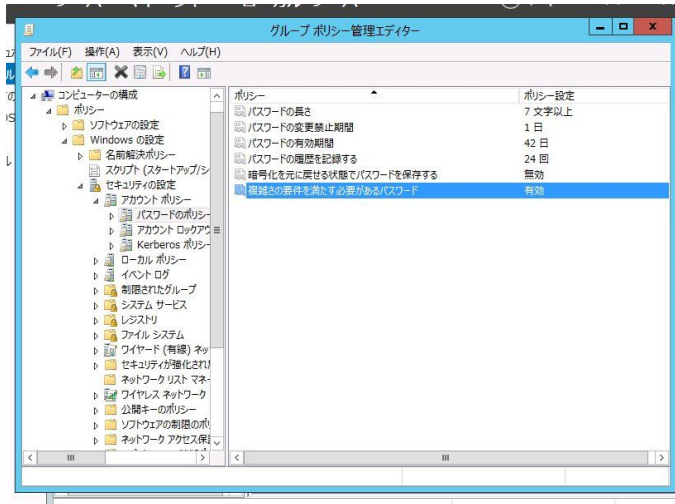 グループ ポリシー管理エディター
ファイル(F) 操作(A) 表示(V) ヘルプ(H)
コンピューターの構成
ポリシー
ソフトウェアの設定
Windows の設定
名前解決ポリシー
スクリプト (スタートアップ/シ
セキュリティの設定
アカウント ポリシー
パスワードのポリシー
アカウント ロックアウ
Kerberos ポリシー
ローカル ポリシー
イベント ログ
制限されたグループ
システム サービス
レジストリ
ファイル システム
ワイヤード (有線) ネッ
セキュリティが強化され
ネットワーク リスト マネー
ワイヤレス ネットワーク
公開キーのポリシー
ソフトウェアの制限のポリ
ネットワーク アクセス保
ポリシー ポリシー設定
パスワードの長さ 7 文字以上
パスワードの変更禁止期間 1 日
パスワードの有効期間 42 日
パスワードの履歴を記録する 24 回
暗号化を元に戻せる状態でパスワードを保存する 無効
複雑さの要件を満たす必要があるパスワード 有効